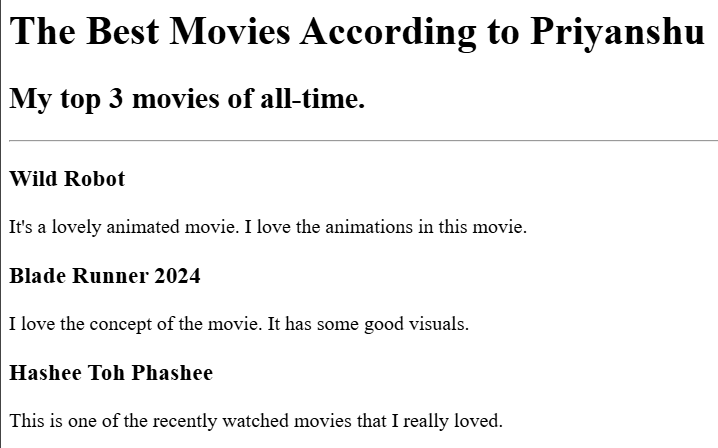 The Best Movies According to Priyanshu
My top 3 movies of all-time.
Wild Robot
It's a lovely animated movie. I love the animations in this movie.
Blade Runner 2024
I love the concept of the movie. It has some good visuals.
Hashee Toh Phashee
This is one of the recently watched movies that I really loved.